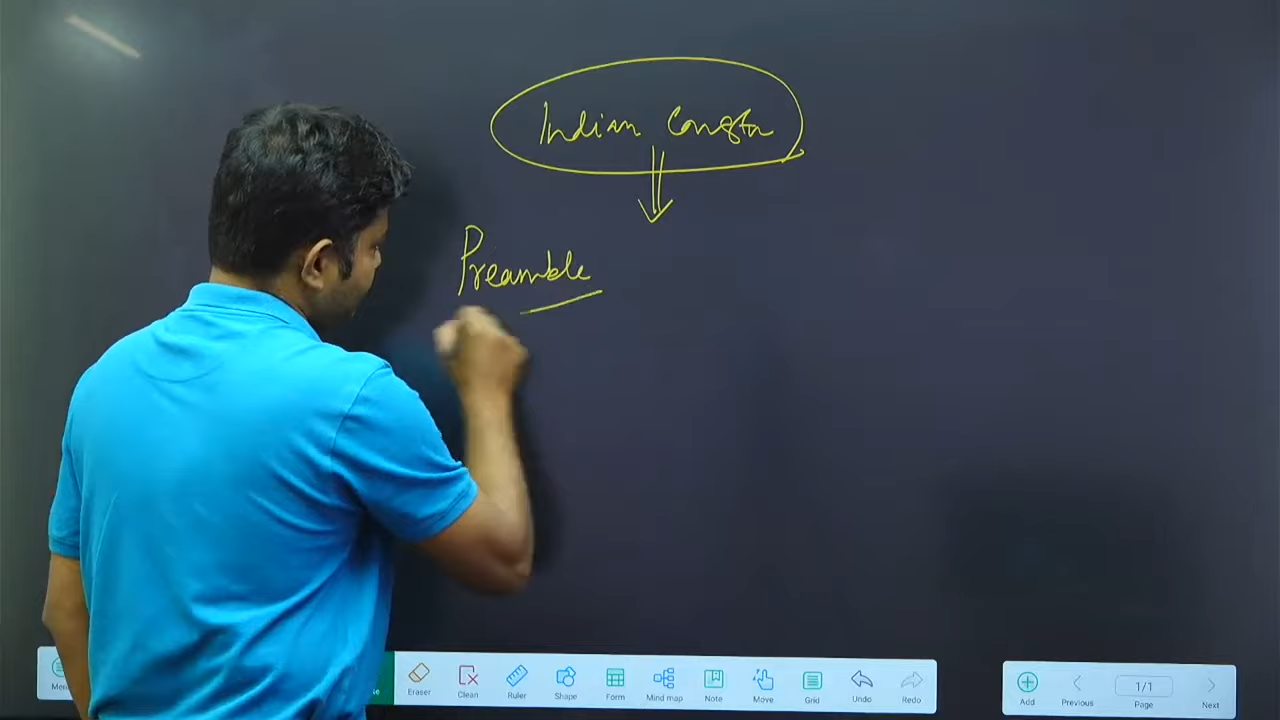 Indian Constn
Preamble
Eraser
Clean
Ruler
Shape
Form
Mind map
Note
Move
Grid
Undo
Redo
Add
Previous
1/1
Page
Next